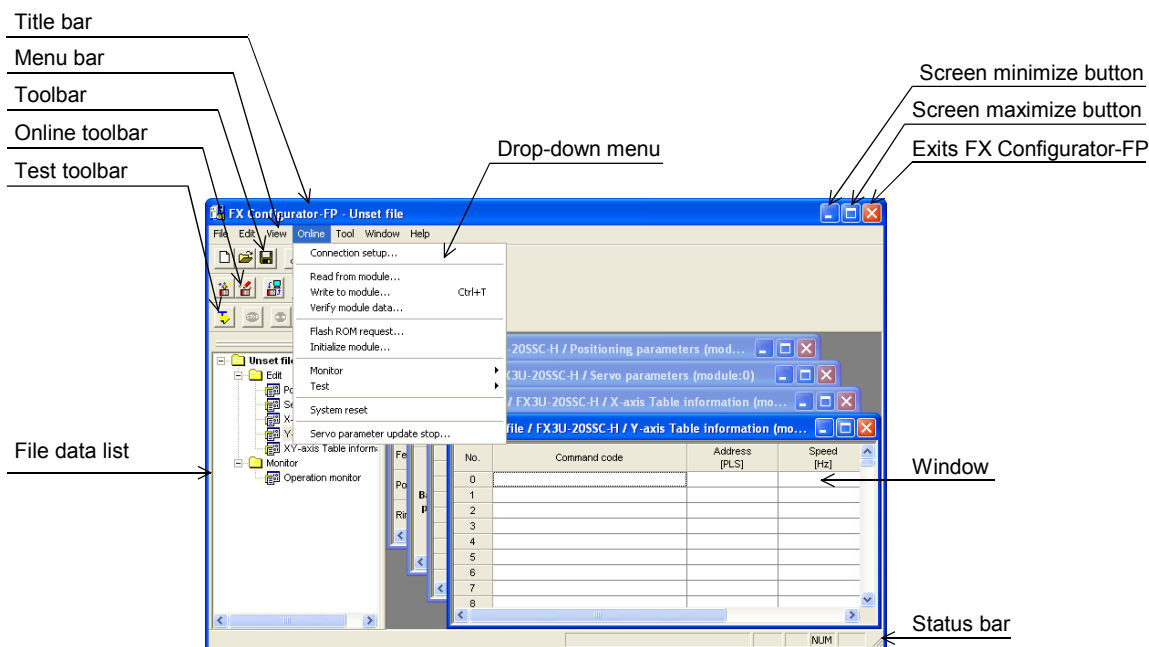 Title bar
Menu bar
Toolbar
Online toolbar
Test toolbar
Drop-down menu
Screen minimize button
Screen maximize button
Exits FX Configurator-FP
FX Configurator-FP - Unset file
File Edit View Online Tool Window Help
Connection setup...
Read from module...
Write to module... Ctrl+T
Verify module data...
Flash ROM request...
Initialize module...
Monitor
Test
System reset
Servo parameter update stop...
Unset file
Edit
Po
Se
X-
Y-
XY-axis Table inform
Monitor
Operation monitor
File data list
-20SSC-H / Positioning parameters (mod...
X3U-20SSC-H / Servo parameters (module:0)
/ FX3U-20SSC-H / X-axis Table information (mo...
file / FX3U-20SSC-H / Y-axis Table information (mo...
Fe
Po
Rin
Ba
p
No. Command code Address [PLS] Speed [Hz]
0
1
2
3
4
5
6
7
8
Window
Status bar
NUM